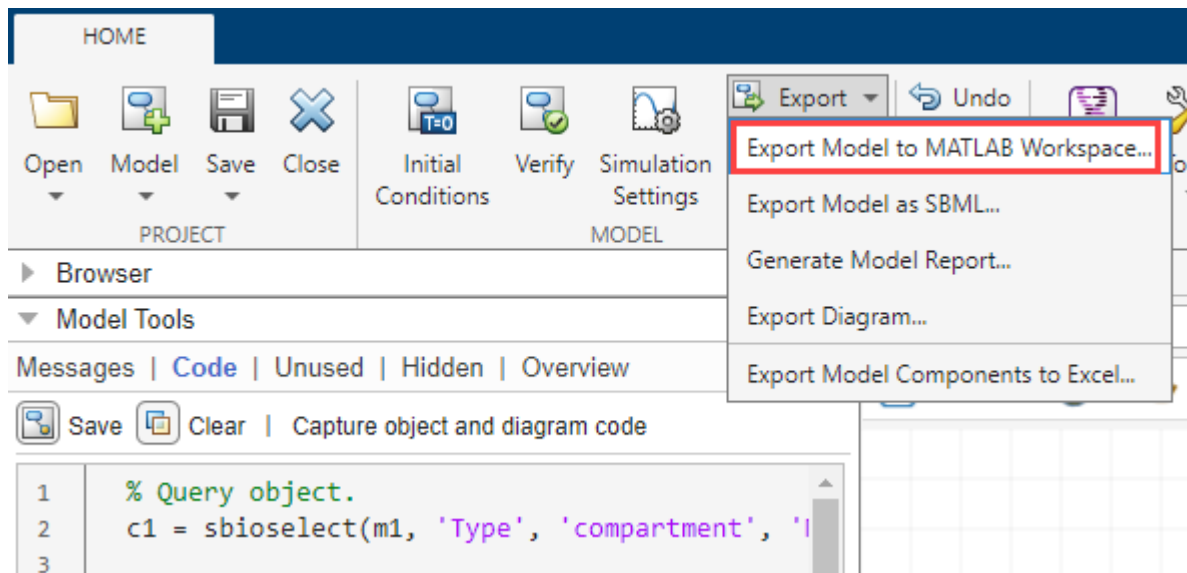 HOME
Export
Undo
T=0
Open
Model
Save
Close
Initial
Conditions
Verify
Simulation
Settings
PROJECT
MODEL
Export Model to MATLAB Workspace...
Export Model as SBML...
Generate Model Report...
Export Diagram...
Export Model Components to Excel...
Browser
Model Tools
Messages | Code | Unused | Hidden | Overview
Save Clear | Capture object and diagram code
1 % Query object.
2 c1 = sbioselect(m1, 'Type', 'compartment', '
3